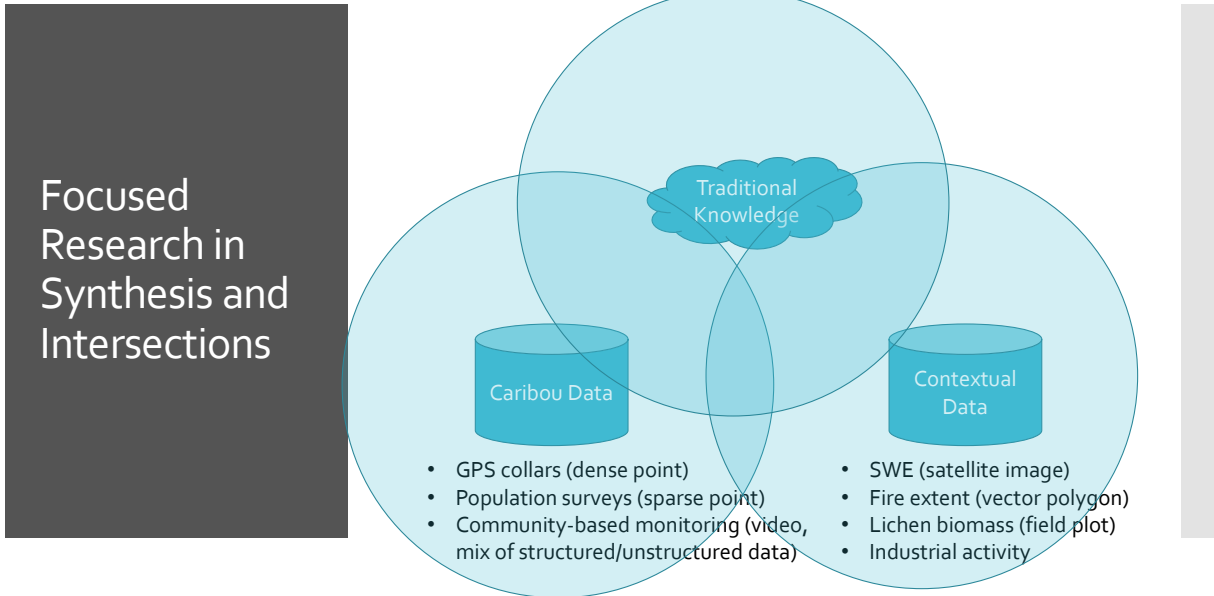 Focused
Research in
Synthesis and
Intersections
Traditional
Knowledge
Caribou Data
Contextual
Data
• GPS collars (dense point)
• Population surveys (sparse point)
• Community-based monitoring (video,
mix of structured/unstructured data)
• SWE (satellite image)
• Fire extent (vector polygon)
• Lichen biomass (field plot)
• Industrial activity